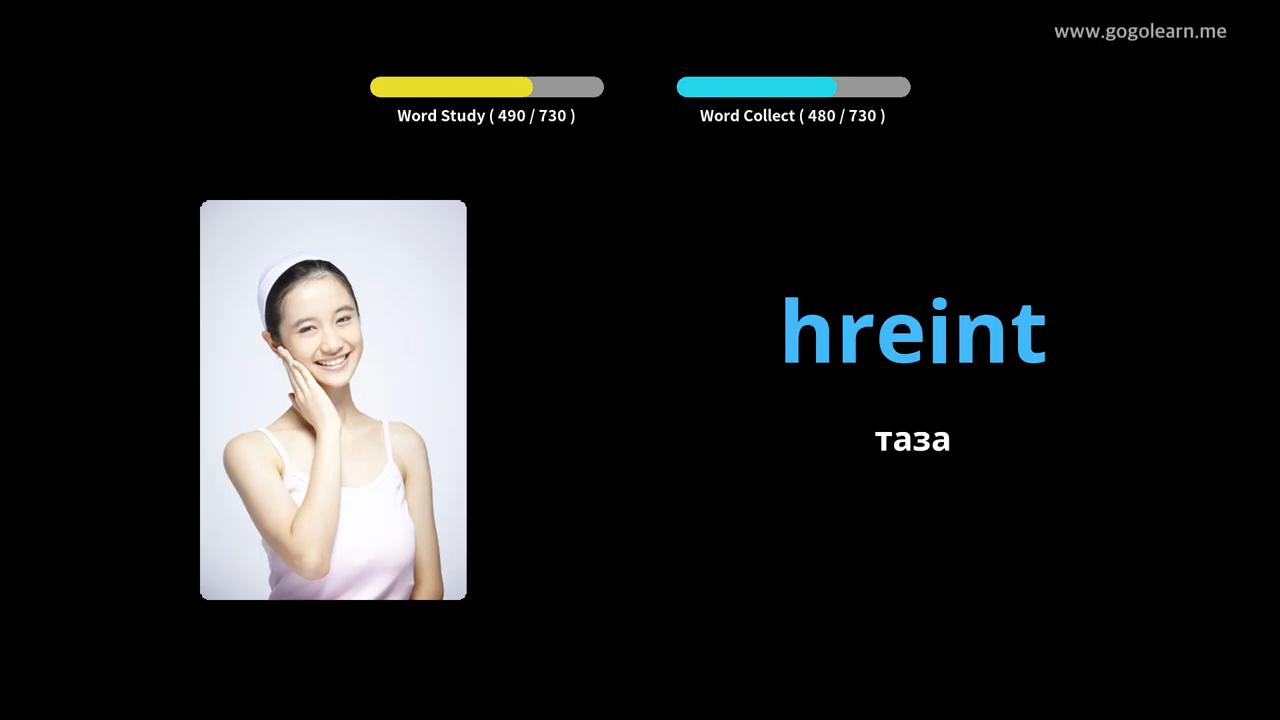 www.gogolearn.me
Word Study ( 490 / 730 )
Word Collect ( 480 / 730 )
hreint
таза